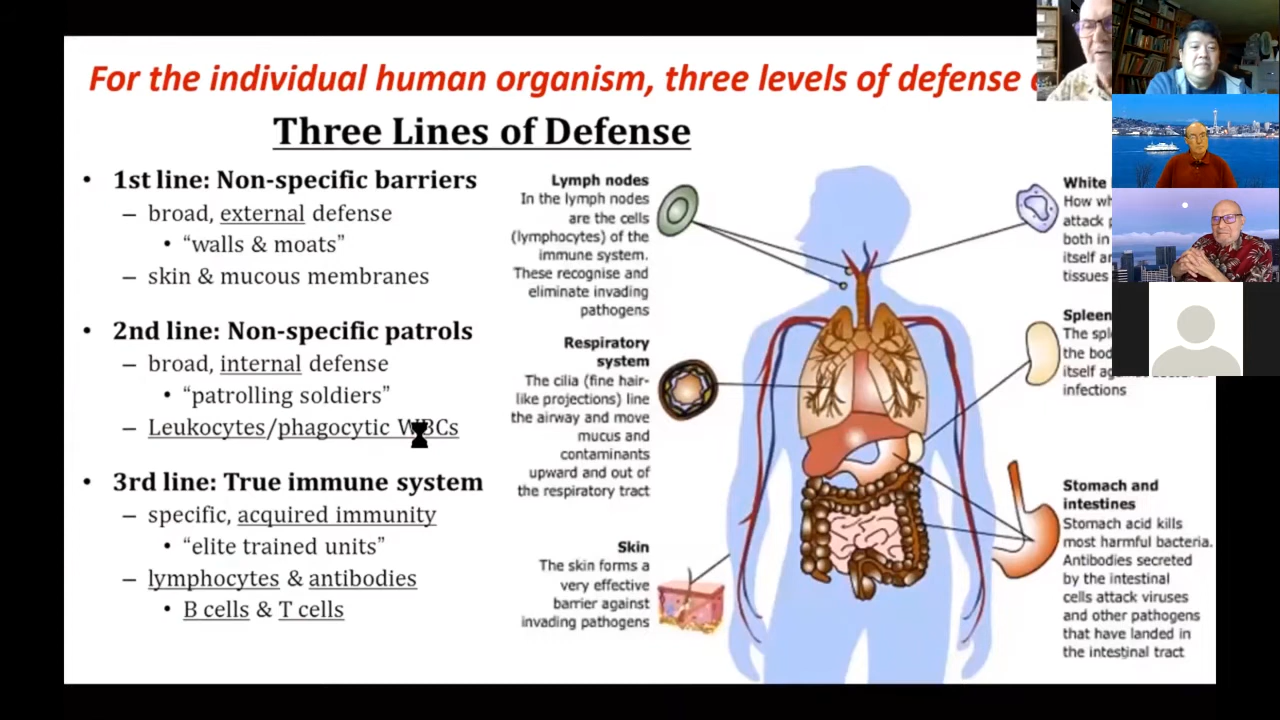 For the individual human organism, three levels of defense
Three Lines of Defense
• 1st line: Non-specific barriers
– broad, external defense
• “walls & moats”
– skin & mucous membranes
• 2nd line: Non-specific patrols
– broad, internal defense
• “patrolling soldiers”
– Leukocytes/phagocytic WBCs
• 3rd line: True immune system
– specific, acquired immunity
• “elite trained units”
– lymphocytes & antibodies
• B cells & T cells
Lymph nodes
In the lymph nodes
are the cells
(lymphocytes) of the
immune system.
These recognise and
eliminate invading
pathogens
Respiratory
system
The cilia (fine hair-
like projections) line
the airway and move
mucus and
contaminants
upward and out of
the respiratory tract
Skin
The skin forms a
very effective
barrier against
invading pathogens
White
How
attack
both in
itself
tissues
Spleen
The
the
itself
infections
Stomach and
intestines
Stomach acid kills
most harmful bacteria.
Antibodies secreted
by the intestinal
cells attack viruses
and other pathogens
that have landed in
the intestinal tract